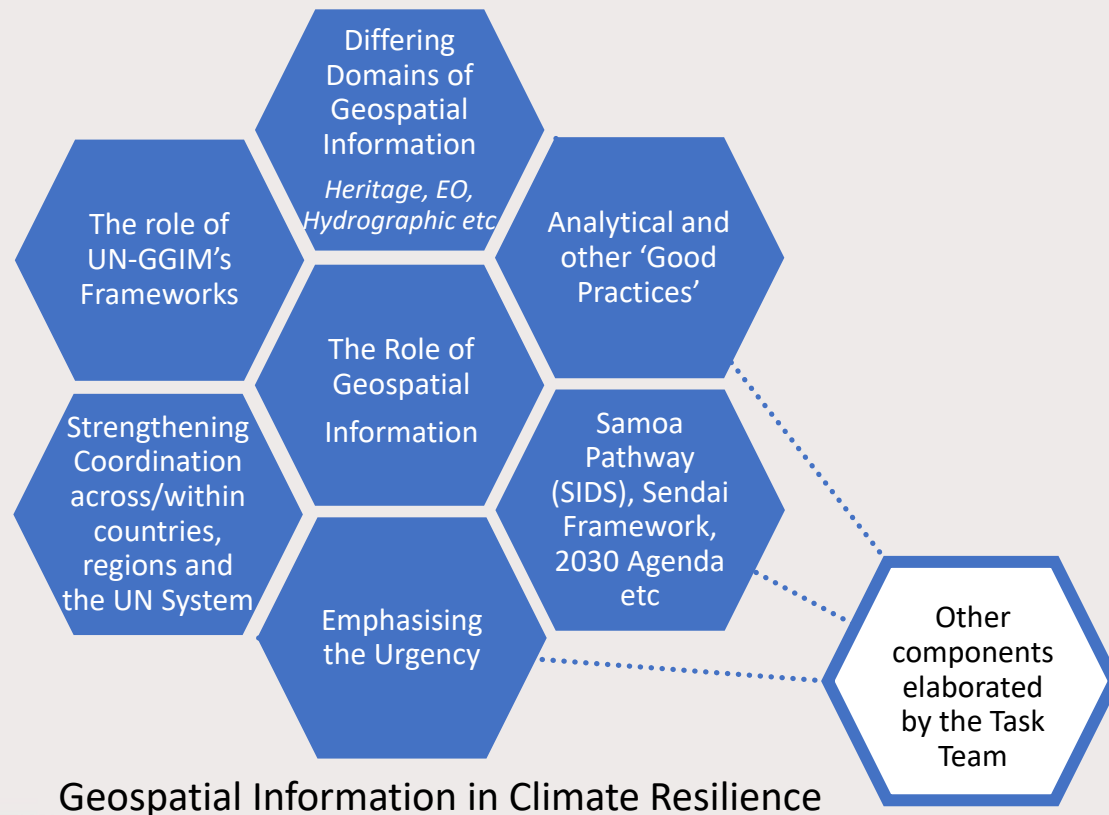 Differing
Domains of
Geospatial
Information
Heritage, EO,
Hydrographic etc
The role of
UN-GGIM’s
Frameworks
Analytical and
other ‘Good
Practices’
The Role of
Geospatial
Information
Strengthening
Coordination
across/within
countries,
regions and
the UN System
Samoa
Pathway
(SIDS), Sendai
Framework,
2030 Agenda
etc
Emphasising
the Urgency
Other
components
elaborated
by the Task
Team
Geospatial Information in Climate Resilience